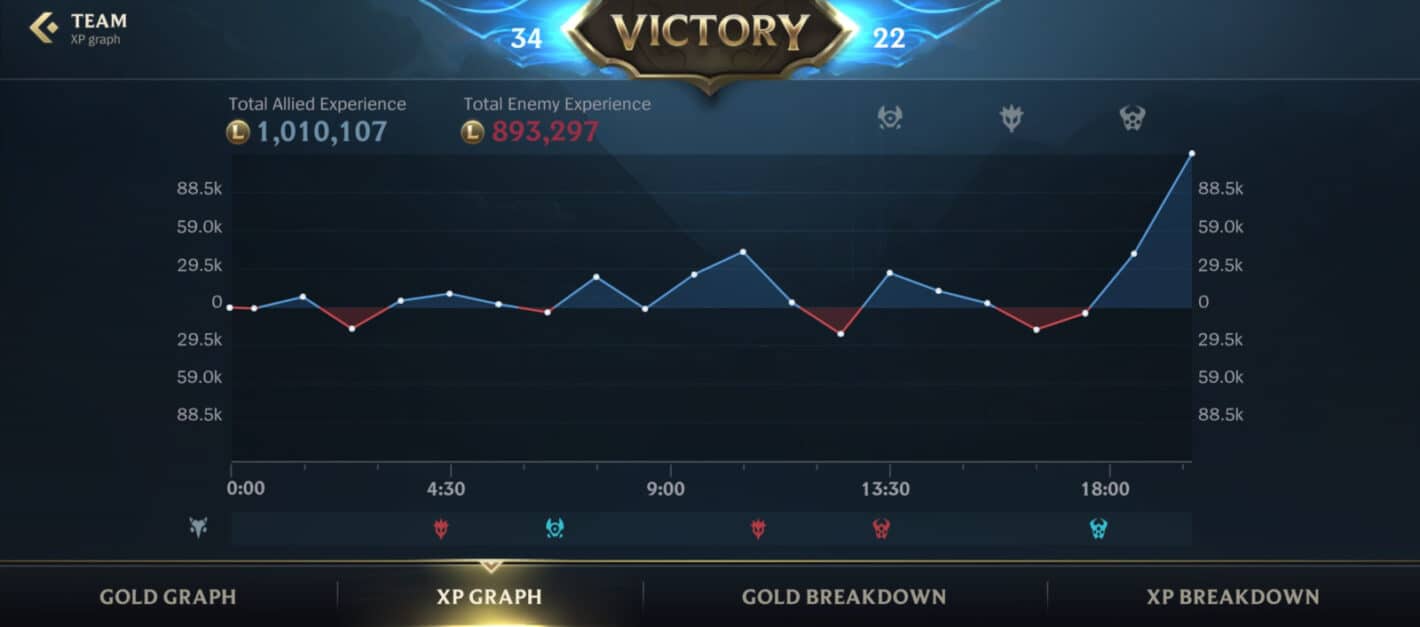 TEAM
XP graph
34
VICTORY
22
Total Allied Experience
Total Enemy Experience
L 1,010,107
L 893,297
88.5k
88.5k
59.0k
59.0k
29.5k
29.5k
0
0
29.5k
29.5k
59.0k
59.0k
88.5k
88.5k
0:00
4:30
9:00
13:30
18:00
GOLD GRAPH
XP GRAPH
GOLD BREAKDOWN
XP BREAKDOWN